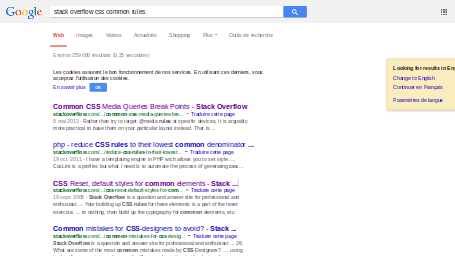 Google
stack overflow css common rules
Web Images Vidéos Actualités Shopping Plus Outils de recherche
Environ 259 000 résultats (0,25 secondes)
Les cookies assurent le bon fonctionnement de nos services. En utilisant ces derniers, vous
acceptez l'utilisation des cookies.
En savoir plus OK
Looking for results in Eng
Change to English
Continuer en Français
Paramètres de langue
Common CSS Media Queries Break Points - Stack Overflow
stackoverflow.com/.../common-css-media-queries-bre... Traduire cette page
6 mai 2013 - Rather than try to target @media rules at specific devices, it is arguably
more practical to base them on your particular layout instead. That is ...
php - reduce CSS rules to their lowest common denominator ...
stackoverflow.com/.../reduce-css-rules-to-their-lowest... Traduire cette page
19 oct. 2011 - I have a templating engine in PHP wich allows you to set style ...
CssLint is a profiler, but what I need is to automate the process of generating css ...
CSS Reset, default styles for common elements - Stack ...
stackoverflow.com/.../css-reset-default-styles-for-com... Traduire cette page
19 sept. 2008 - Stack Overflow is a question and answer site for professional and
enthusiast ... Your building up CSS rules for these elements is a part of the reset
exercise. ... to nothing, then build up the typography for common elements, etc.
Common mistakes for CSS-designers to avoid? - Stack ...
stackoverflow.com/.../common-mistakes-for-css-desig... Traduire cette page
Stack Overflow is a question and answer site for professional and enthusiast ... 26.
What are some of the most common mistakes made by CSS-Designers? ... using